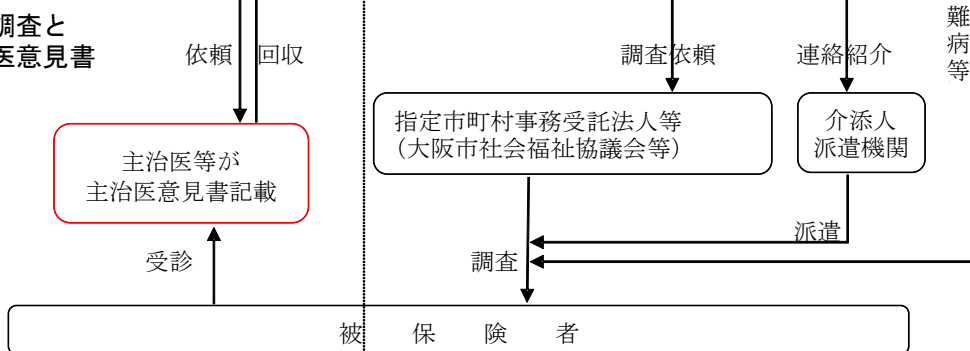 調査と
医意見書
依頼
回収
調査依頼
連絡紹介
難病等
指定市町村事務受託法人等
(大阪市社会福祉協議会等)
介添人
派遣機関
主治医等が
主治医意見書記載
派遣
受診
調査
被保険者